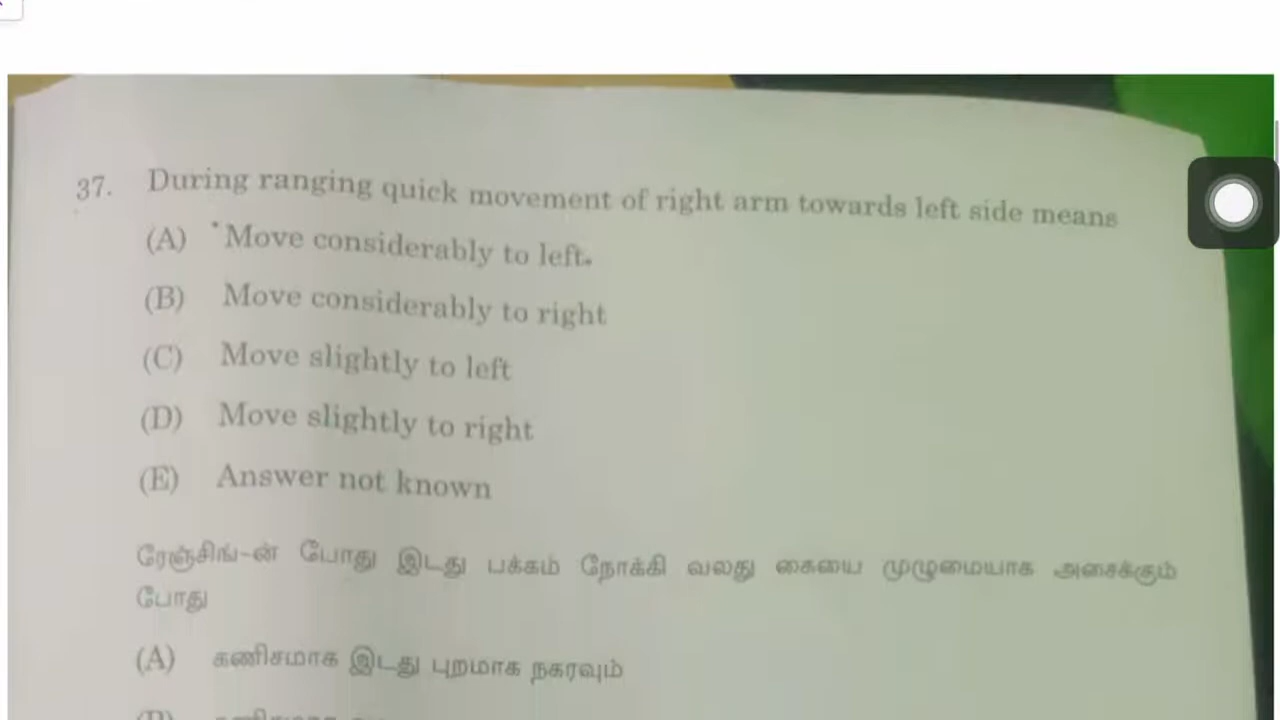 37. During ranging quick movement of right arm towards left side means
(A) Move considerably to left.
(B) Move considerably to right
(C) Move slightly to left
(D) Move slightly to right
(E) Answer not known
ரேஞ்சிங்-ன் போது இடது பக்கம் நோக்கி வலது கையை முழுமையாக அசைக்கும்
போது
(A) கணிசமாக இடது புறமாக நகரவும்